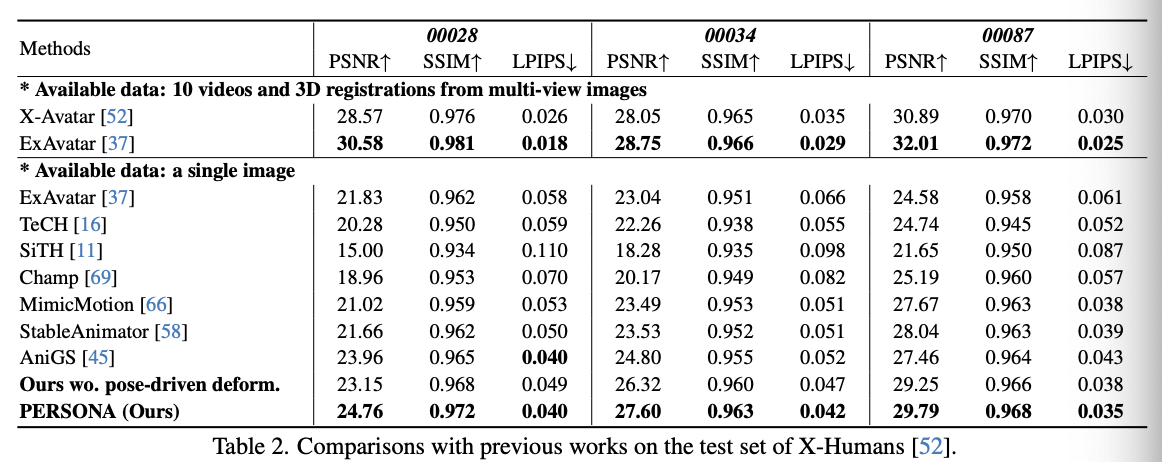 Methods 00028 00034 00087
PSNR↑ SSIM↑ LPIPS↓ PSNR↑ SSIM↑ LPIPS↓ PSNR↑ SSIM↑ LPIPS↓
* Available data: 10 videos and 3D registrations from multi-view images
X-Avatar [52] 28.57 0.976 0.026 28.05 0.965 0.035 30.89 0.970 0.030
ExAvatar [37] 30.58 0.981 0.018 28.75 0.966 0.029 32.01 0.972 0.025
* Available data: a single image
ExAvatar [37] 21.83 0.962 0.058 23.04 0.951 0.066 24.58 0.958 0.061
TeCH [16] 20.28 0.950 0.059 22.26 0.938 0.055 24.74 0.945 0.052
SiTH [11] 15.00 0.934 0.110 18.28 0.935 0.098 21.65 0.950 0.087
Champ [69] 18.96 0.953 0.070 20.17 0.949 0.082 25.19 0.960 0.057
MimicMotion [66] 21.02 0.959 0.053 23.49 0.953 0.051 27.67 0.963 0.038
StableAnimator [58] 21.66 0.962 0.050 23.53 0.952 0.051 28.04 0.963 0.039
AniGS [45] 23.96 0.965 0.040 24.80 0.955 0.052 27.46 0.964 0.043
Ours wo. pose-driven deform. 23.15 0.968 0.049 26.32 0.960 0.047 29.25 0.966 0.038
PERSONA (Ours) 24.76 0.972 0.040 27.60 0.963 0.042 29.79 0.968 0.035
Table 2. Comparisons with previous works on the test set of X-Humans [52].